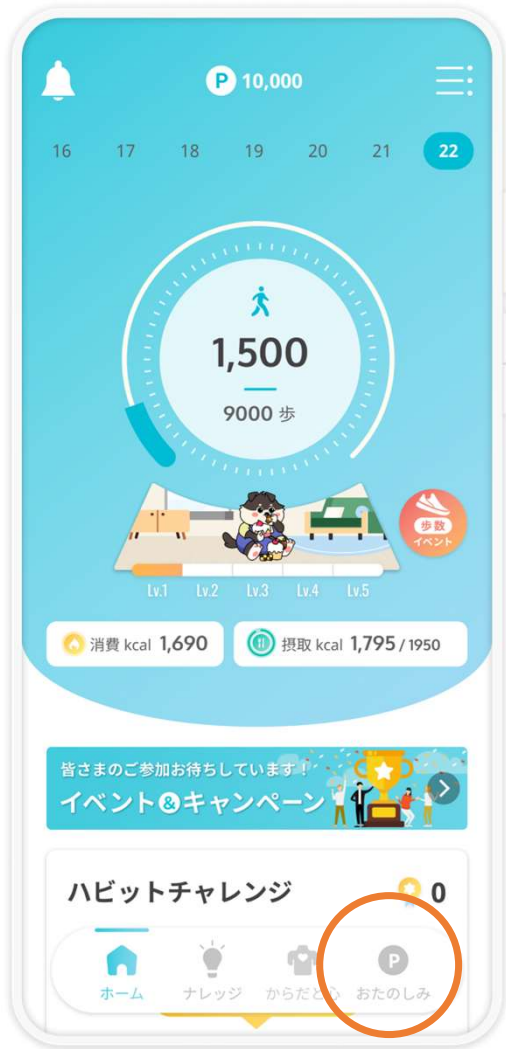 P 10,000
16 17 18 19 20 21 22
1,500
9000 歩
歩数
イベント
Lv.1 Lv.2 Lv.3 Lv.4 Lv.5
消費 kcal 1,690
摂取 kcal 1,795 / 1950
皆さまのご参加お待ちしています！
イベント&キャンペーン
ハビットチャレンジ 0
P
ホーム ナレッジ からだと心 おたのしみ